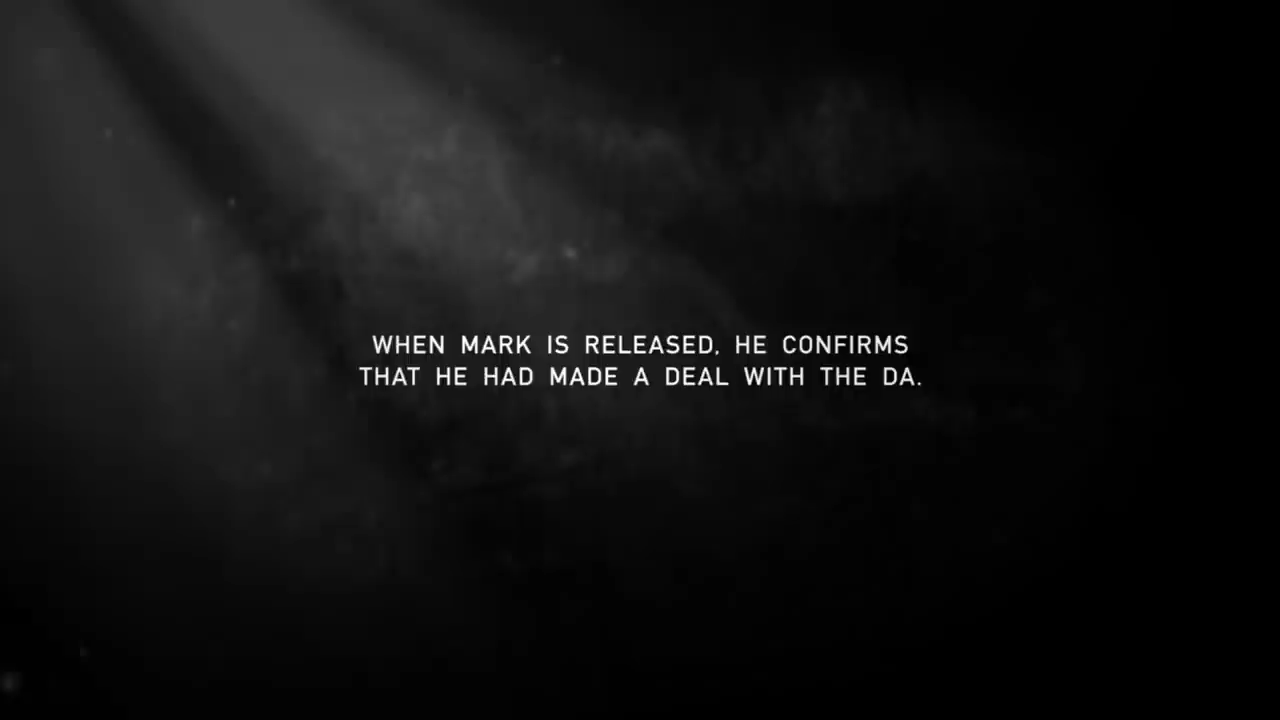 WHEN MARK IS RELEASED, HE CONFIRMS
THAT HE HAD MADE A DEAL WITH THE DA.